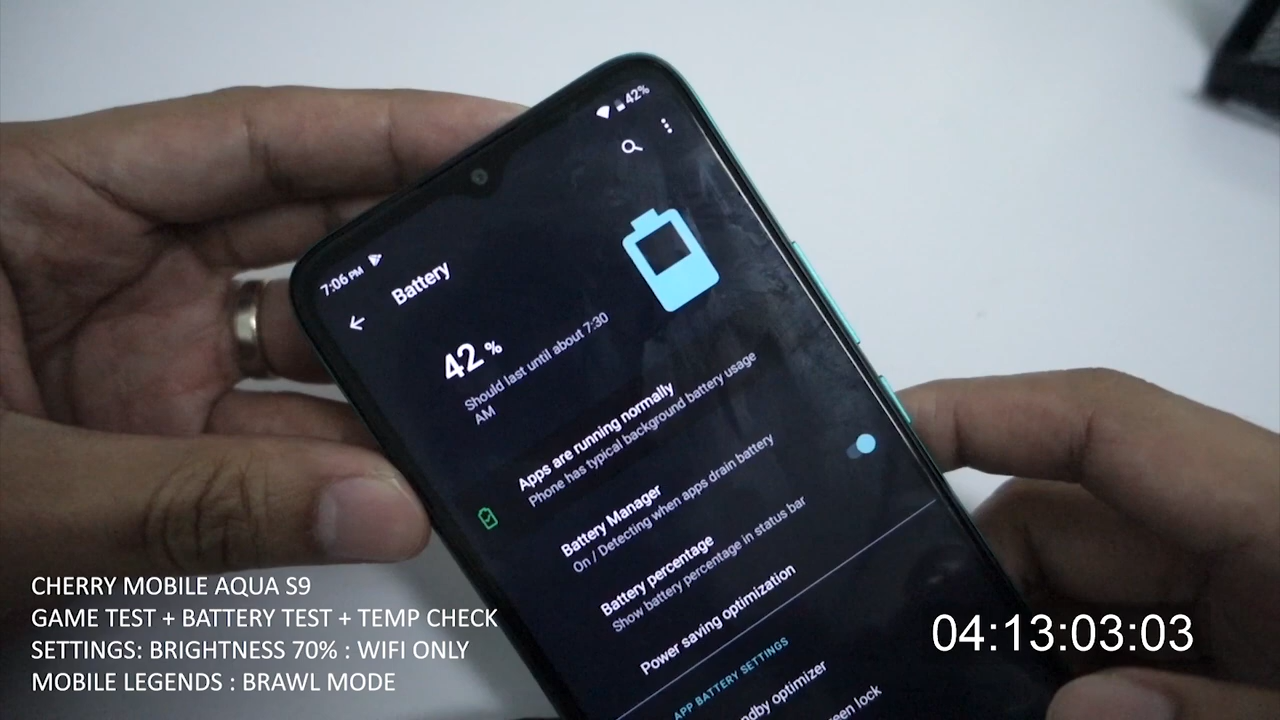 42%
7:06 PM
Battery
42 %
Should last until about 7:30
AM
Apps are running normally
Phone has typical background battery usage
Battery Manager
On / Detecting when apps drain battery
Battery percentage
Show battery percentage in status bar
Power saving optimization
APP BATTERY SETTINGS
optimizer
lock
CHERRY MOBILE AQUA S9
GAME TEST + BATTERY TEST + TEMP CHECK
SETTINGS: BRIGHTNESS 70% : WIFI ONLY
MOBILE LEGENDS : BRAWL MODE
04:13:03:03